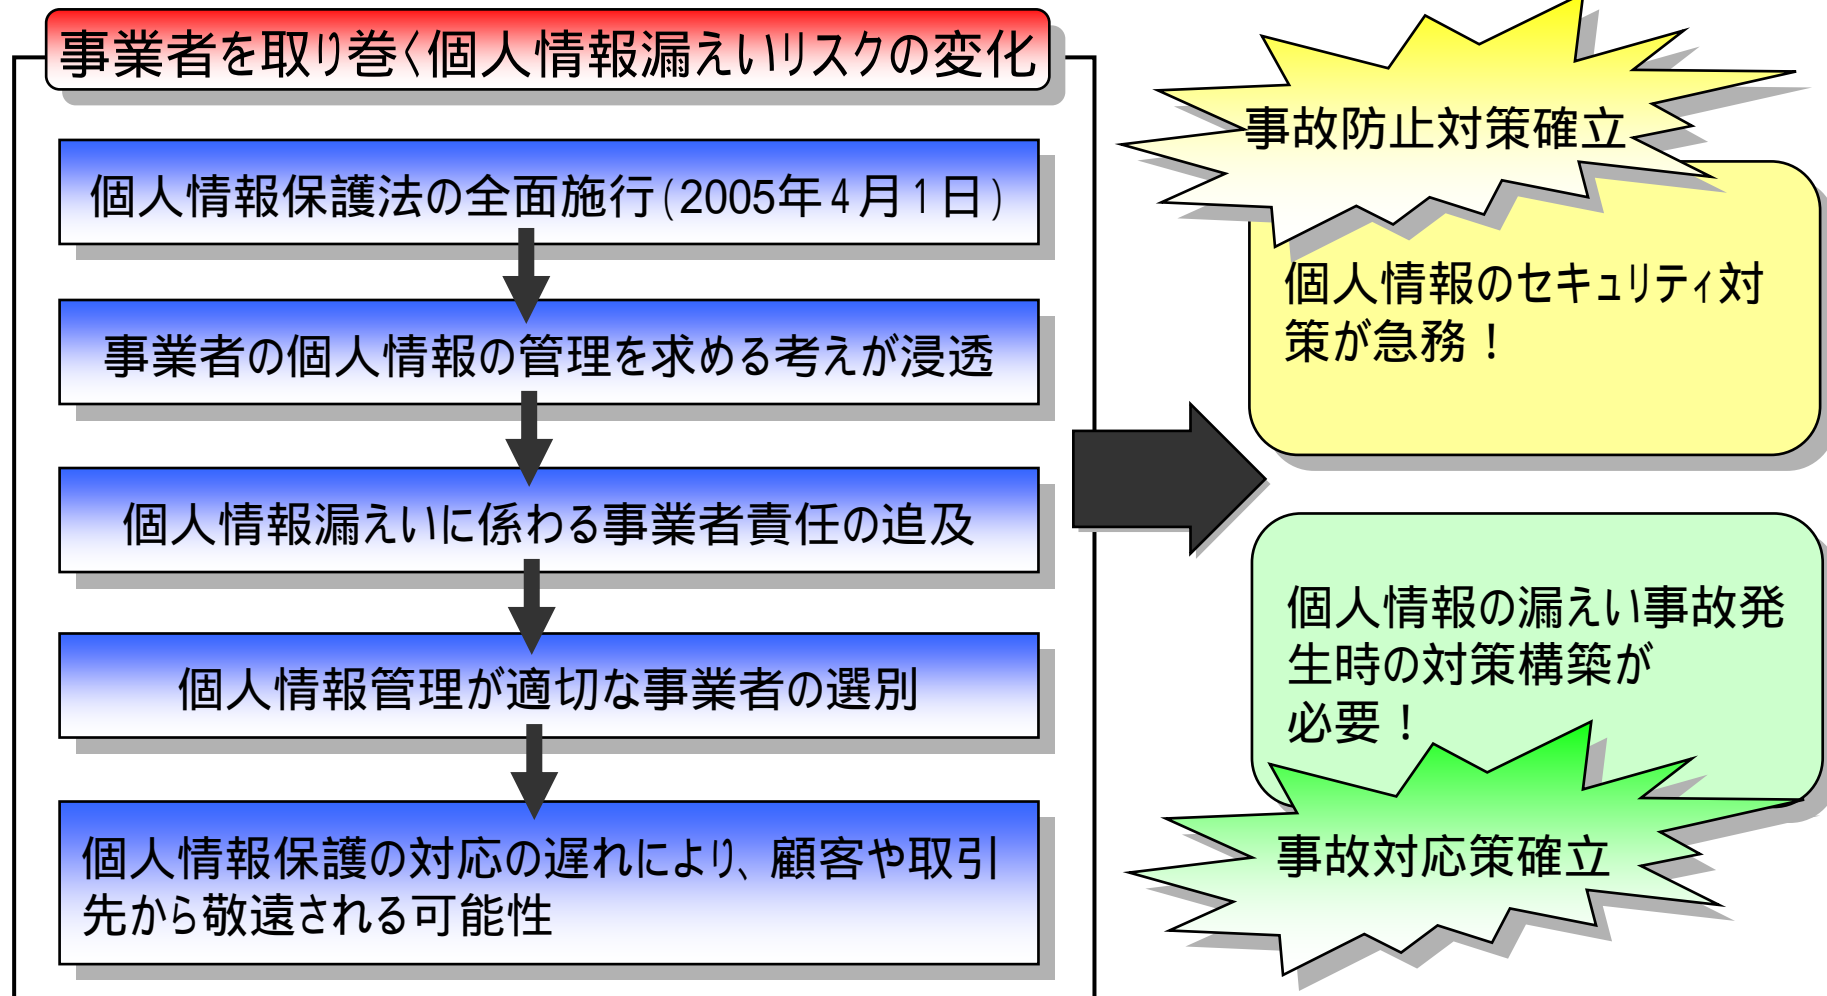 事業者を取り巻く個人情報漏えいリスクの変化
個人情報保護法の全面施行(2005年4月1日)
事業者の個人情報の管理を求める考えが浸透
個人情報漏えいに係わる事業者責任の追及
個人情報管理が適切な事業者の選別
個人情報保護の対応の遅れにより、顧客や取引
先から敬遠される可能性
事故防止対策確立
個人情報のセキュリティ対
策が急務！
個人情報の漏えい事故発
生時の対策構築が
必要！
事故対応策確立